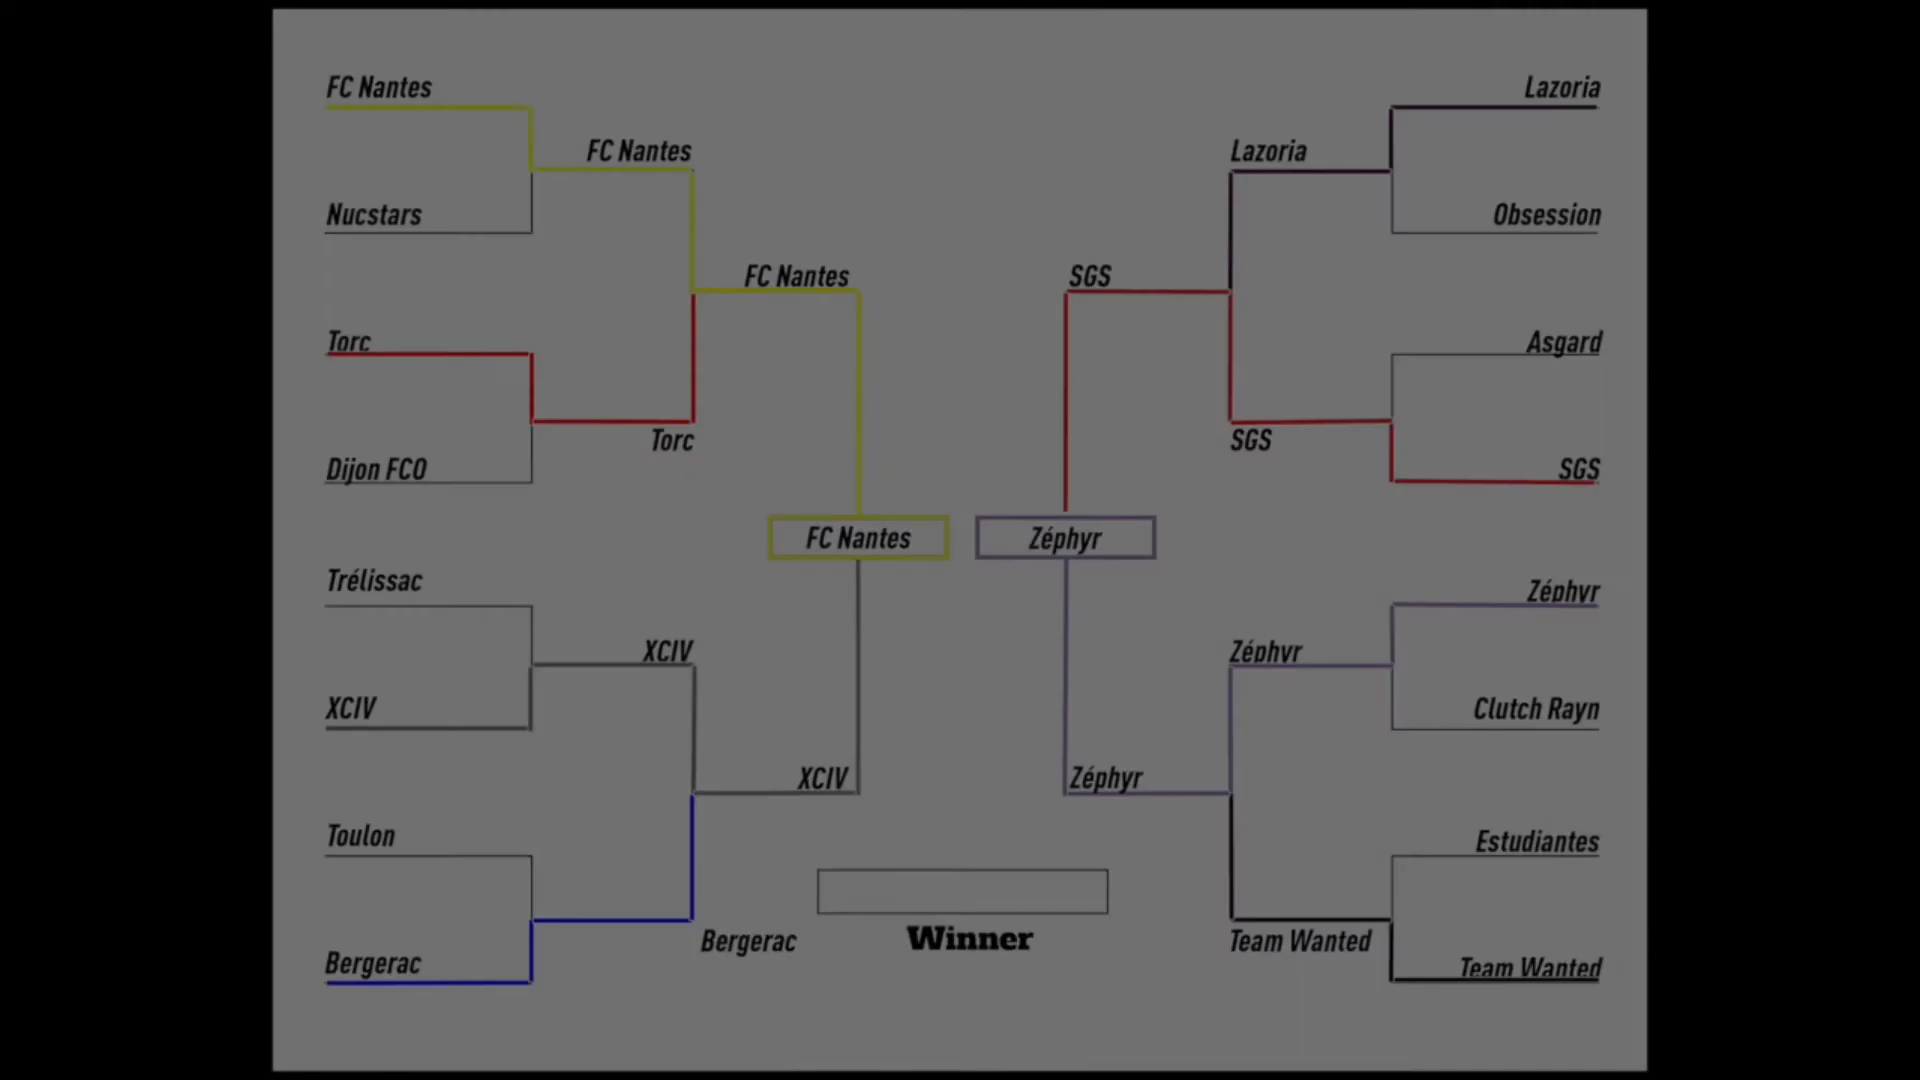 FC Nantes
Lazoria
FC Nantes
Lazoria
Nucstars
Obsession
FC Nantes
SGS
Torc
Asgard
Torc
SGS
Dijon FCO
SGS
FC Nantes
Zéphyr
Trélissac
Zéphyr
XCIV
Zéphyr
XCIV
Clutch Rayn
XCIV
Zéphyr
Toulon
Estudiantes
Bergerac
Winner
Team Wanted
Bergerac
Team Wanted